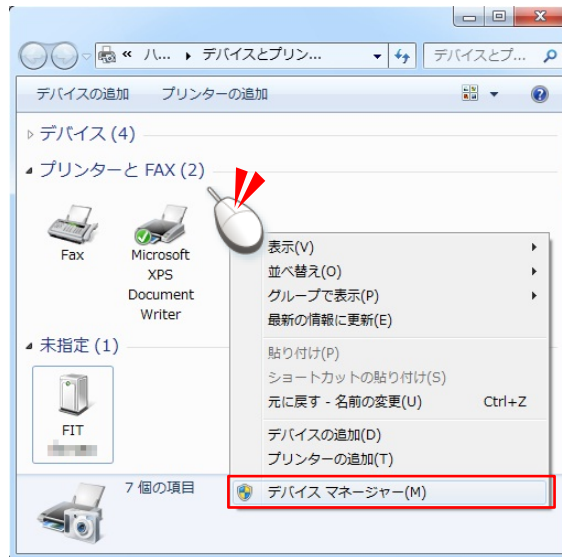 « ハ... デバイスとプリン... デバイスとプ...
デバイスの追加 プリンターの追加
デバイス (4)
プリンターと FAX (2)
Fax
Microsoft
XPS
Document
Writer
表示(V)
並べ替え(O)
グループで表示(P)
最新の情報に更新(E)
貼り付け(P)
ショートカットの貼り付け(S)
元に戻す - 名前の変更(U) Ctrl+Z
デバイスの追加(D)
プリンターの追加(T)
デバイス マネージャー(M)
未指定 (1)
FIT
7 個の項目